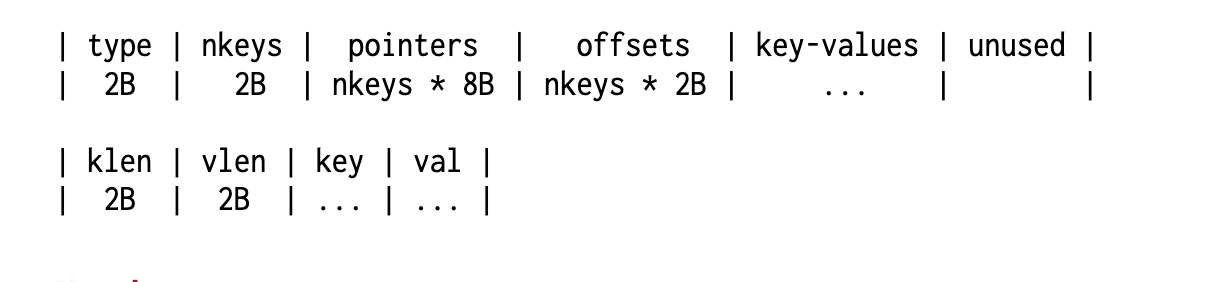 | type | nkeys |  pointers  |   offsets  | key-values | unused |
|  2B  |   2B  | nkeys * 8B | nkeys * 2B |     ...    |        |
| klen | vlen | key | val |
|  2B  |  2B  | ... | ... |